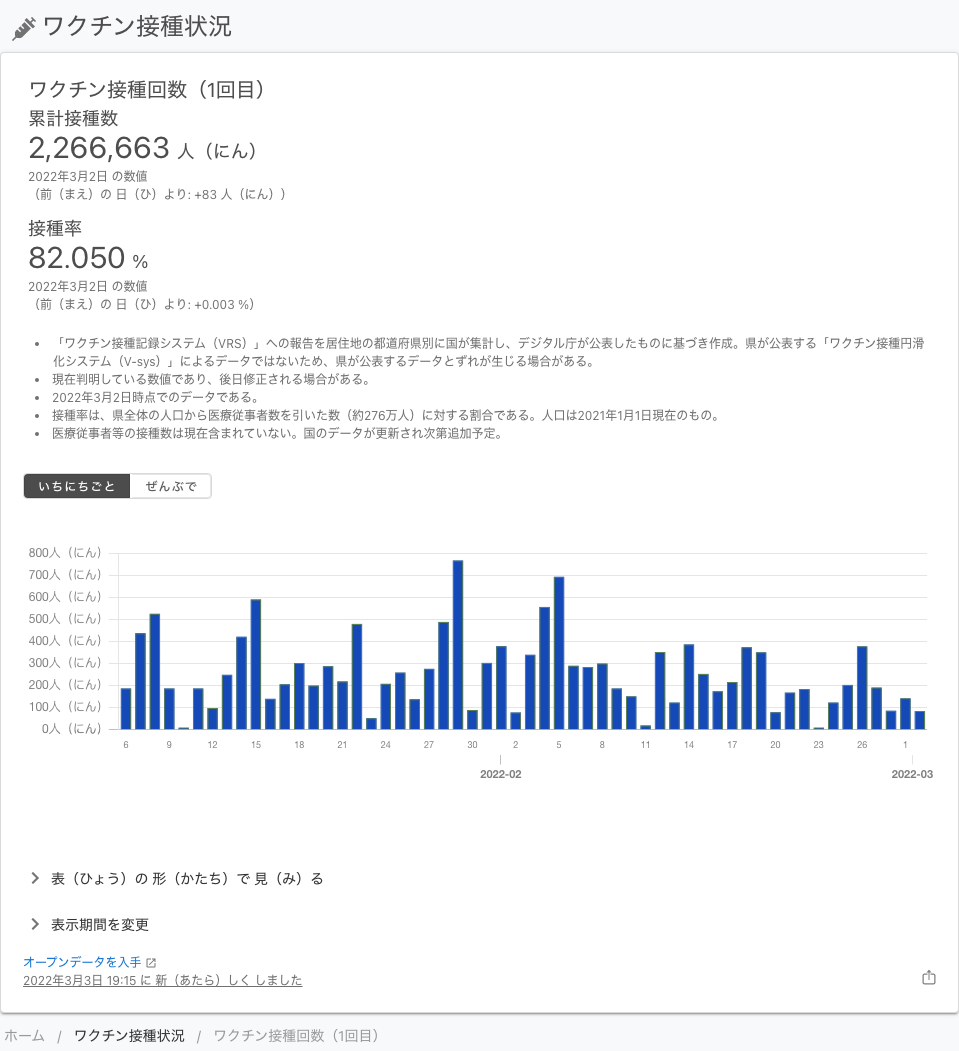 ワクチン接種状況
ワクチン接種回数（1回目）
累計接種数
2,266,663 人（にん）
2022年3月2日 の数値
（前（まえ）の 日（ひ）より: +83 人（にん））
接種率
82.050 %
2022年3月2日 の数値
（前（まえ）の 日（ひ）より: +0.003 %）
• 「ワクチン接種記録システム（VRS）」への報告を居住地の都道府県別に国が集計し、デジタル庁が公表したものに基づき作成。県が公表する「ワクチン接種円滑
化システム（V-sys）」によるデータではないため、県が公表するデータとずれが生じる場合がある。
• 現在判明している数値であり、後日修正される場合がある。
• 2022年3月2日時点でのデータである。
• 接種率は、県全体の人口から医療従事者数を引いた数（約276万人）に対する割合である。人口は2021年1月1日現在のもの。
• 医療従事者等の接種数は現在含まれていない。国のデータが更新され次第追加予定。
いちにちごと ぜんぶで
800人（にん）
700人（にん）
600人（にん）
500人（にん）
400人（にん）
300人（にん）
200人（にん）
100人（にん）
0人（にん）
6 9 12 15 18 21 24 27 30 2 5 8 11 14 17 20 23 26 1
2022-02 2022-03
表（ひょう）の 形（かたち）で 見（み）る
表示期間を変更
オープンデータを入手
2022年3月3日 19:15 に 新（あたら）しく しました
ホーム / ワクチン接種状況 / ワクチン接種回数（1回目）